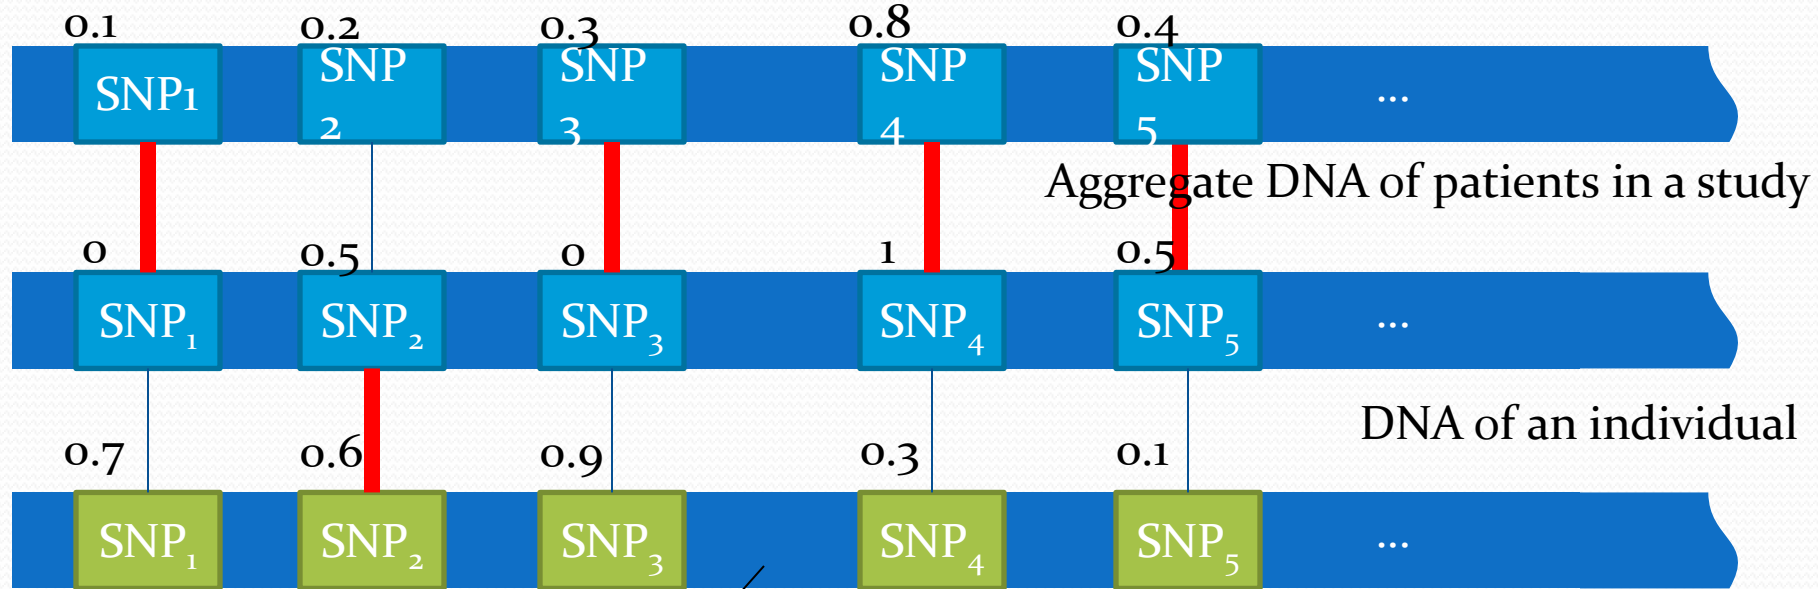 0.1 0.2 0.3 0.8 0.4
SNP1 SNP 2 SNP 3 SNP 4 SNP 5 ...
Aggregate DNA of patients in a study
0 0.5 0 1 0.5
SNP₁ SNP₂ SNP₃ SNP₄ SNP₅ ...
DNA of an individual
0.7 0.6 0.9 0.3 0.1
SNP₁ SNP₂ SNP₃ SNP₄ SNP₅ ...